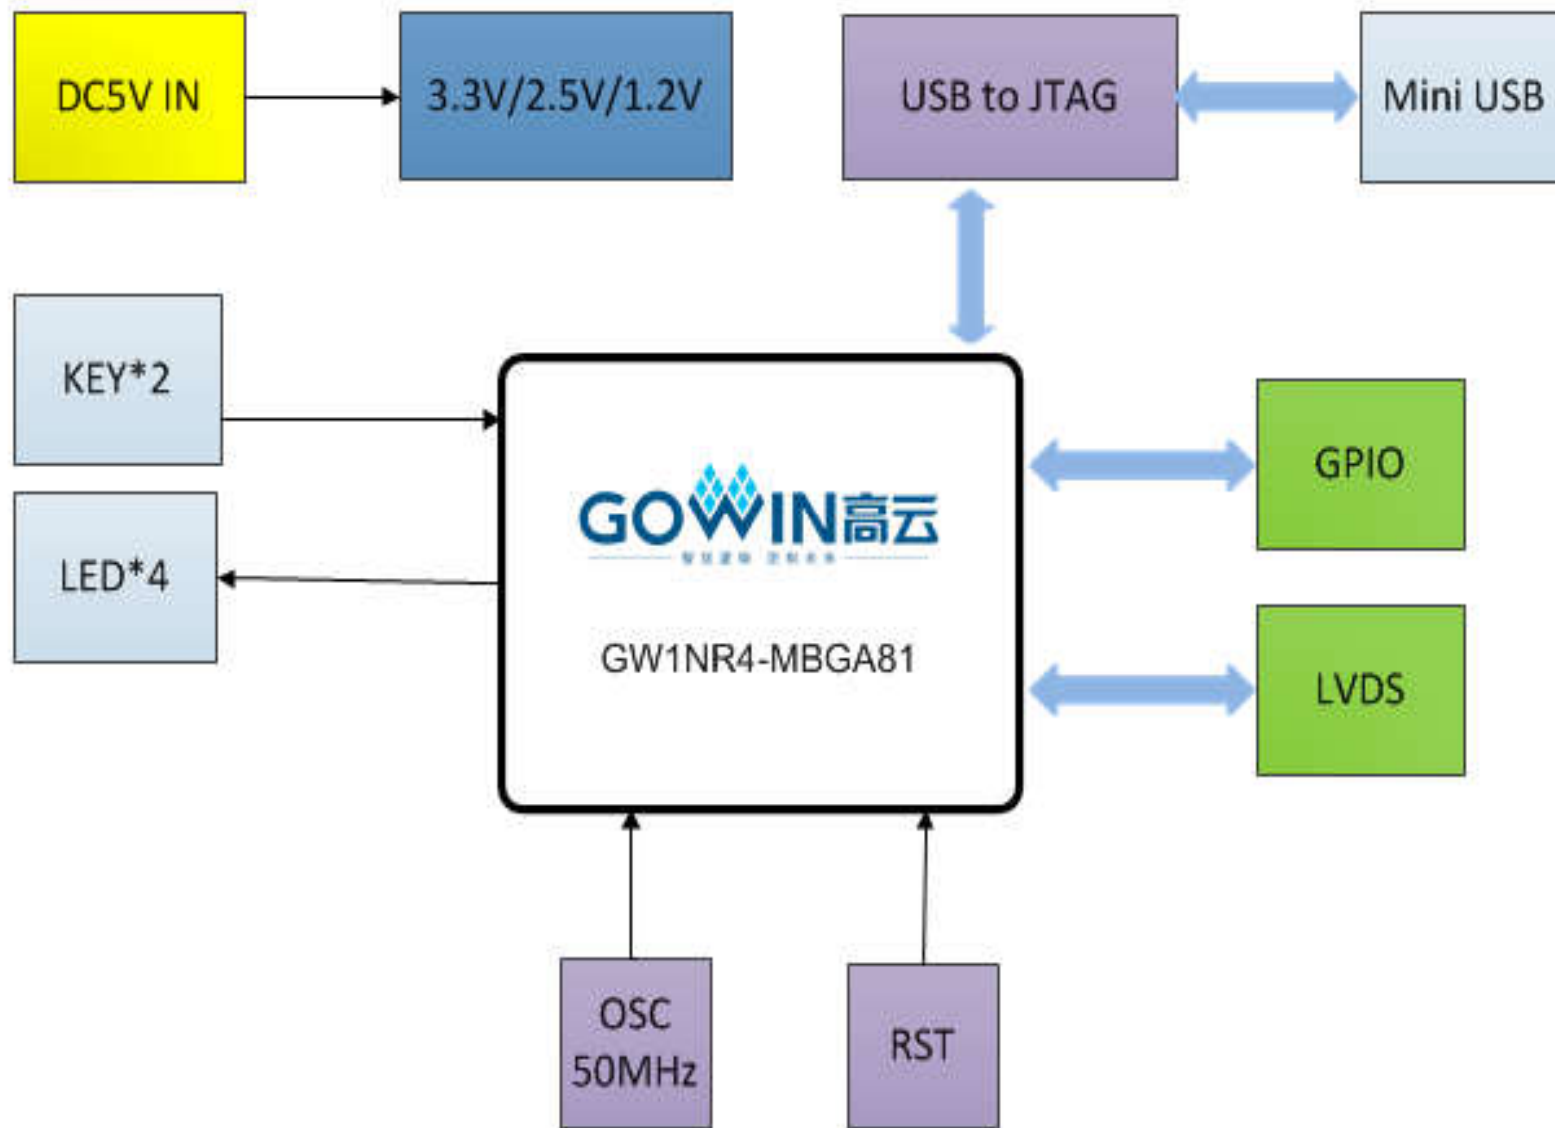 DC5V IN
3.3V/2.5V/1.2V
USB to JTAG
Mini USB
KEY*2
LED*4
GOWIN高云
GW1NR4-MBGA81
GPIO
LVDS
OSC
50MHz
RST